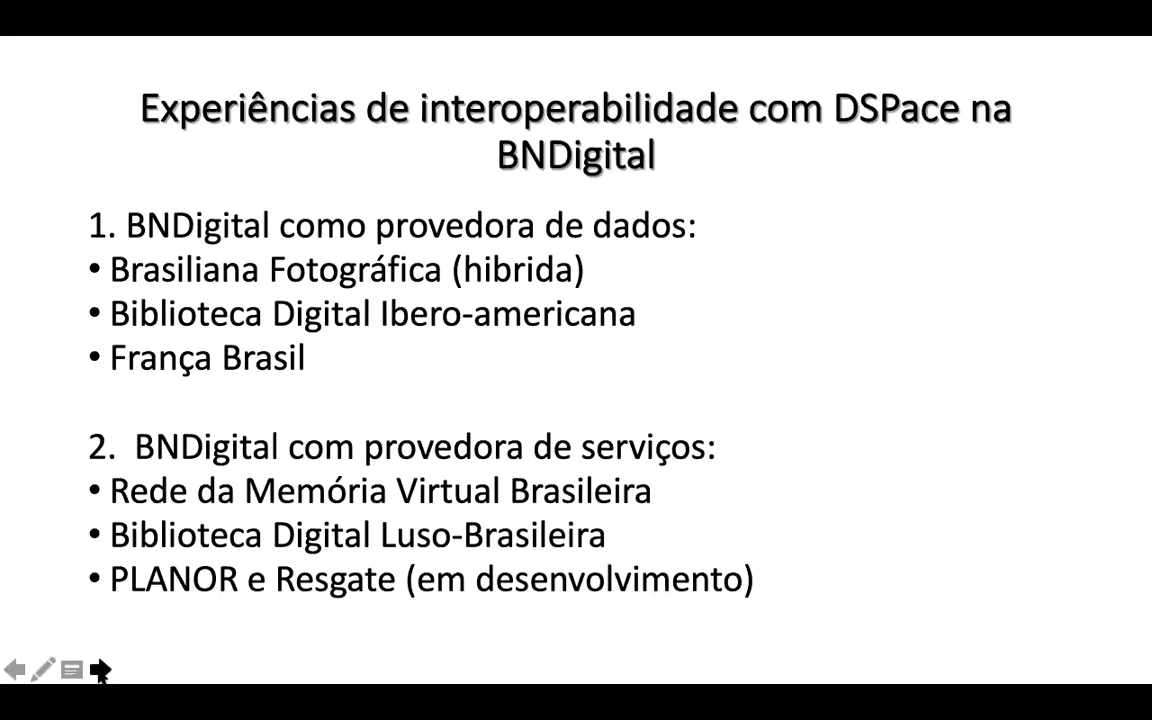 Experiências de interoperabilidade com DSPace na
BNDigital
1. BNDigital como provedora de dados:
• Brasiliana Fotográfica (hibrida)
• Biblioteca Digital Ibero-americana
• França Brasil
2. BNDigital com provedora de serviços:
• Rede da Memória Virtual Brasileira
• Biblioteca Digital Luso-Brasileira
• PLANOR e Resgate (em desenvolvimento)